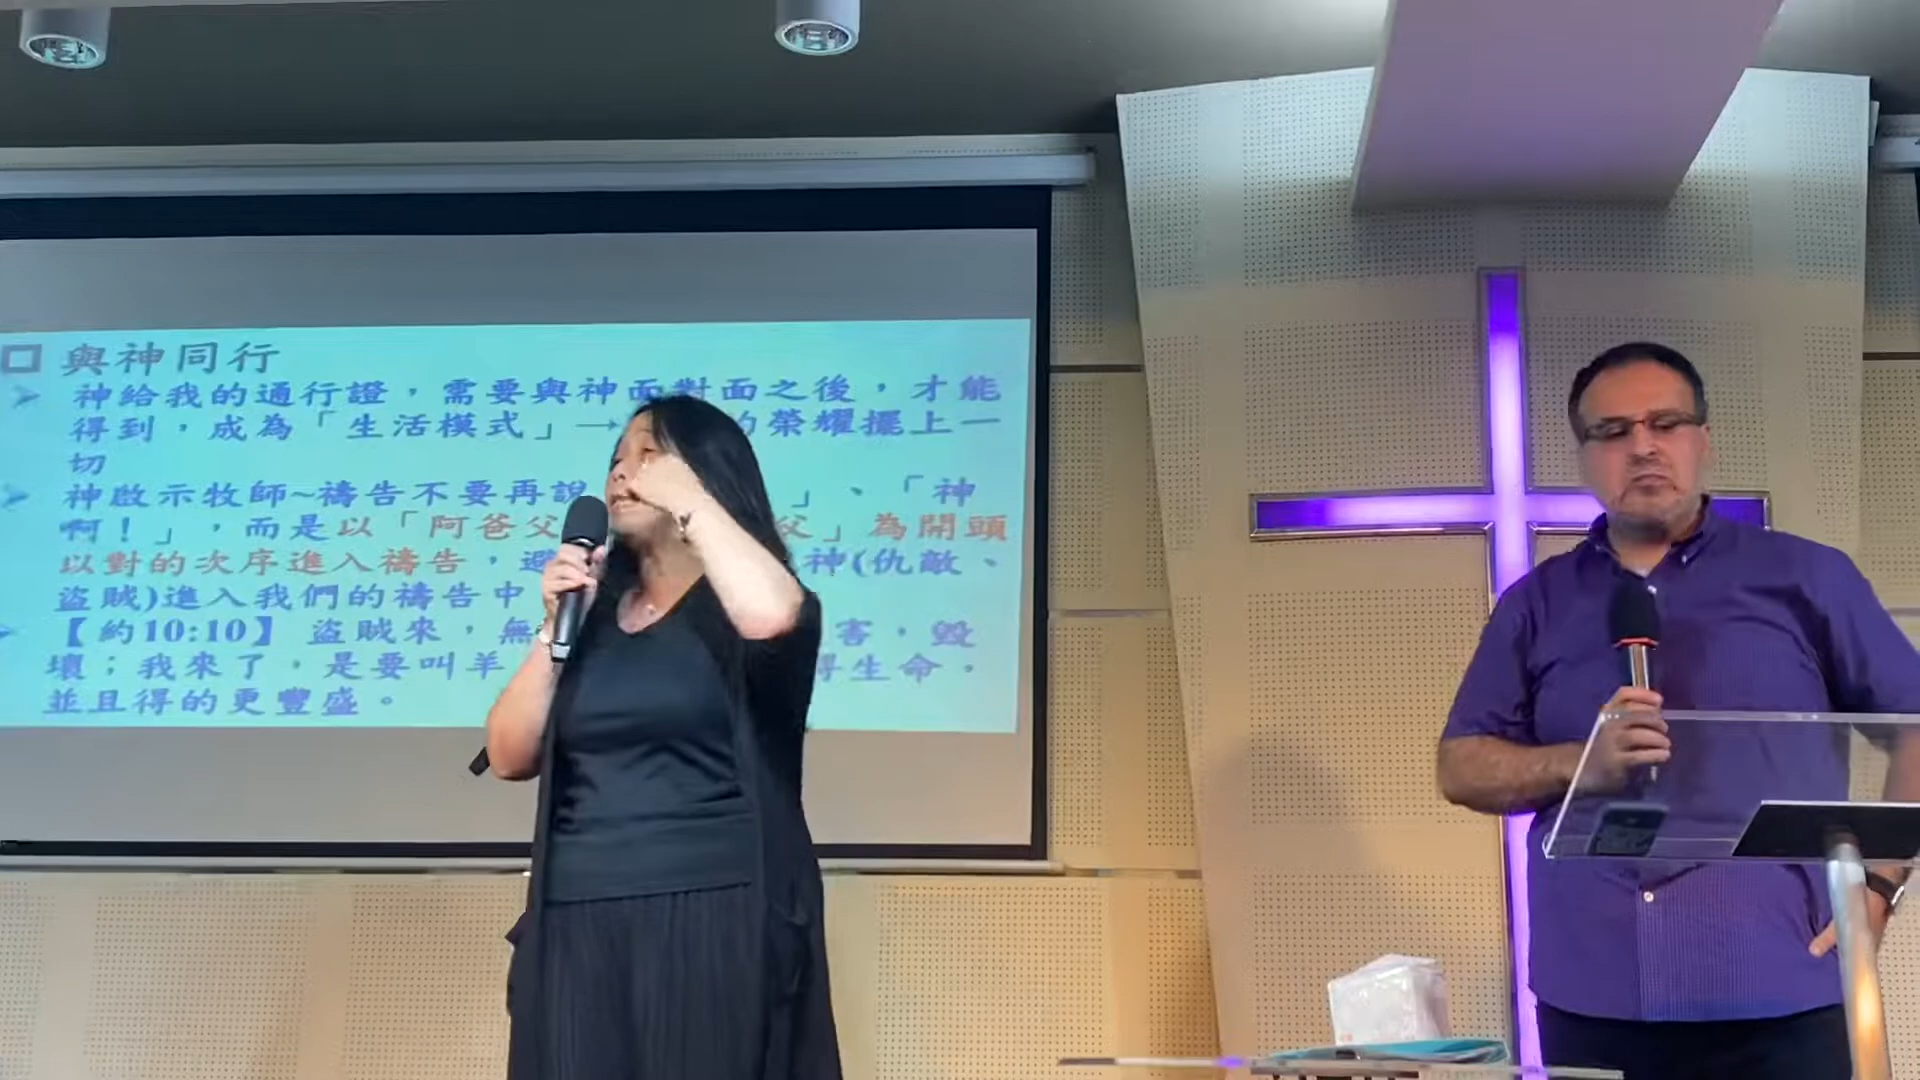 與神同行
神給我的通行證，需要與神面對面之後，才能
得到，成為「生活模式」→ 的榮耀擺上一
切
神啟示牧師~禱告不要再說 」、「神
啊！」，而是以「阿爸父 父」為開頭
以對的次序進入禱告，避 神(仇敵、
盜賊)進入我們的禱告中
【約10:10】 盜賊來，無 害，毀
壞；我來了，是要叫羊 得生命，
並且得的更豐盛。